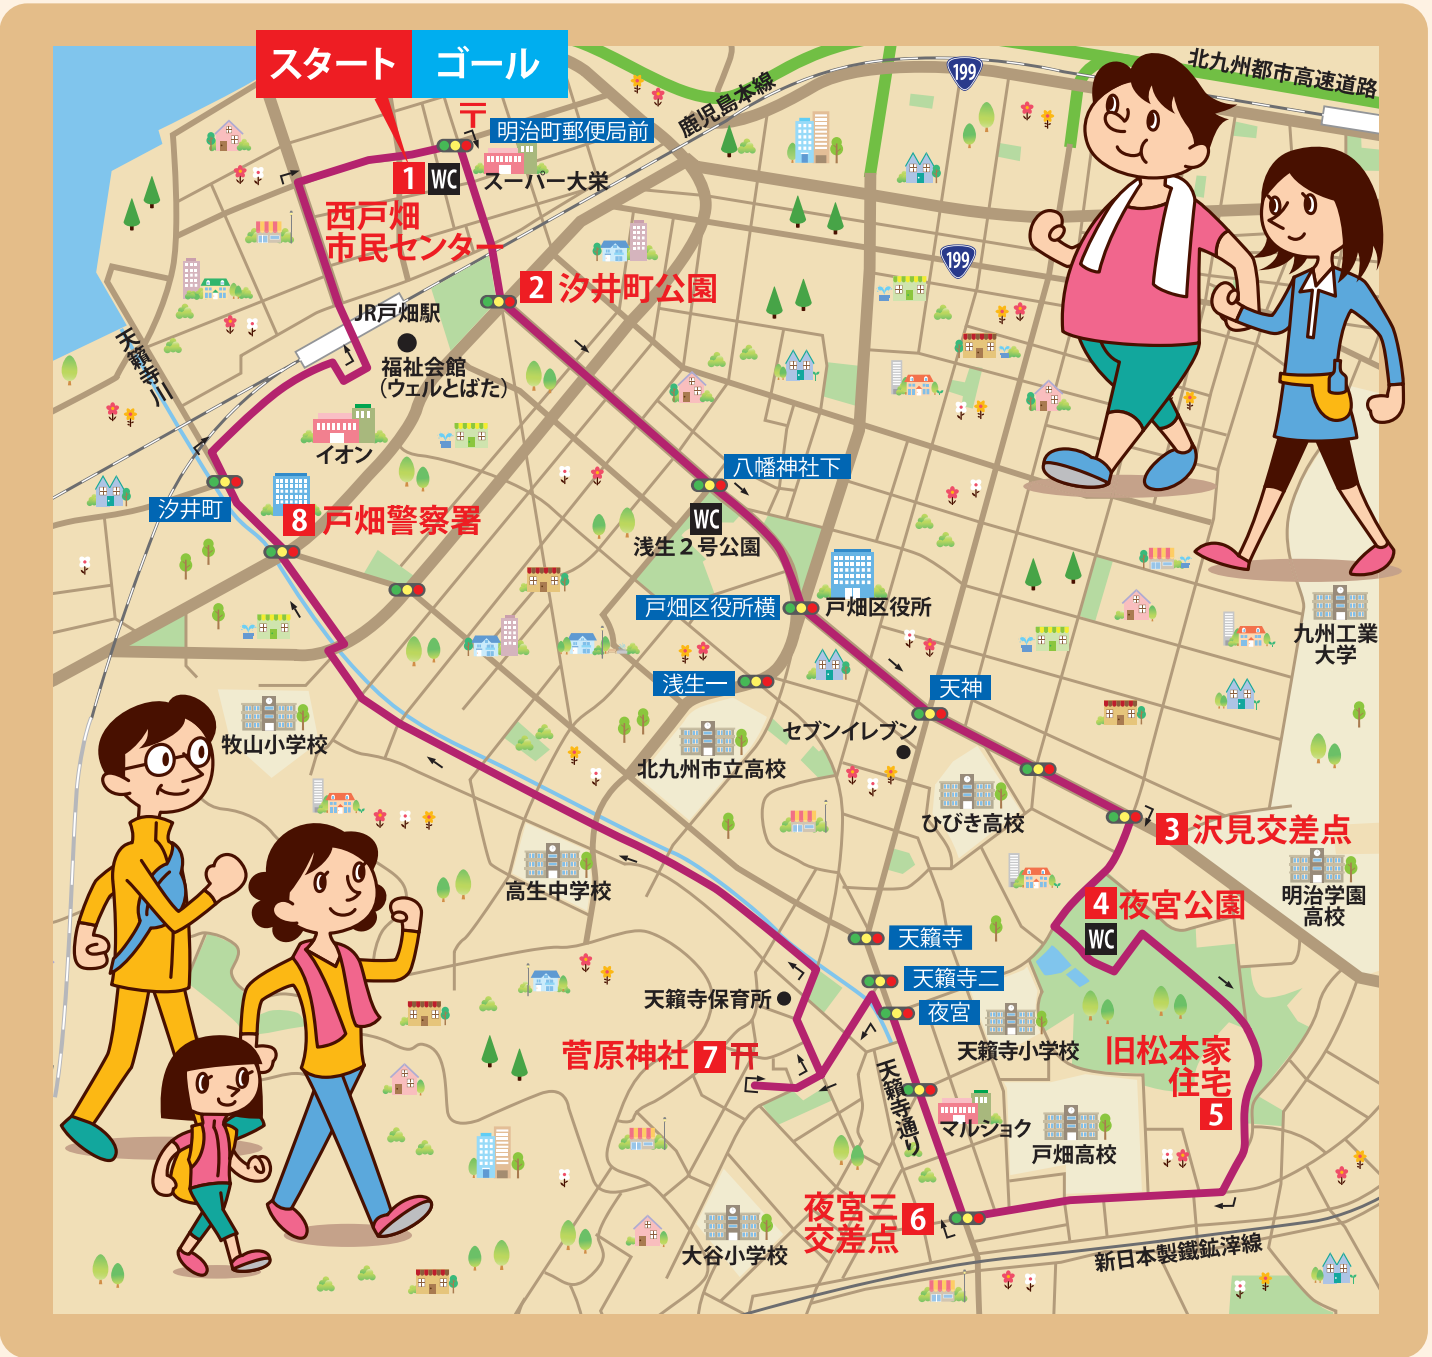 スタート
ゴール
北九州都市高速道路
199
鹿児島本線
〒
明治町郵便局前
1
WC
スーパー大栄
西戸畑
市民センター
199
2 汐井町公園
JR戸畑駅
天籟寺川
福祉会館
(ウェルとばた)
イオン
八幡神社下
汐井町
8 戸畑警察署
WC
浅生2号公園
戸畑区役所横
戸畑区役所
九州工業
大学
浅生一
天神
牧山小学校
セブンイレブン
北九州市立高校
ひびき高校
3 沢見交差点
高生中学校
明治学園
高校
4 夜宮公園
WC
天籟寺
天籟寺二
天籟寺保育所
夜宮
菅原神社 7
天籟寺小学校
旧松本家
住宅
5
天籟寺通り
マルショク
戸畑高校
夜宮三
交差点
6
大谷小学校
新日本製鐵鉱滓線